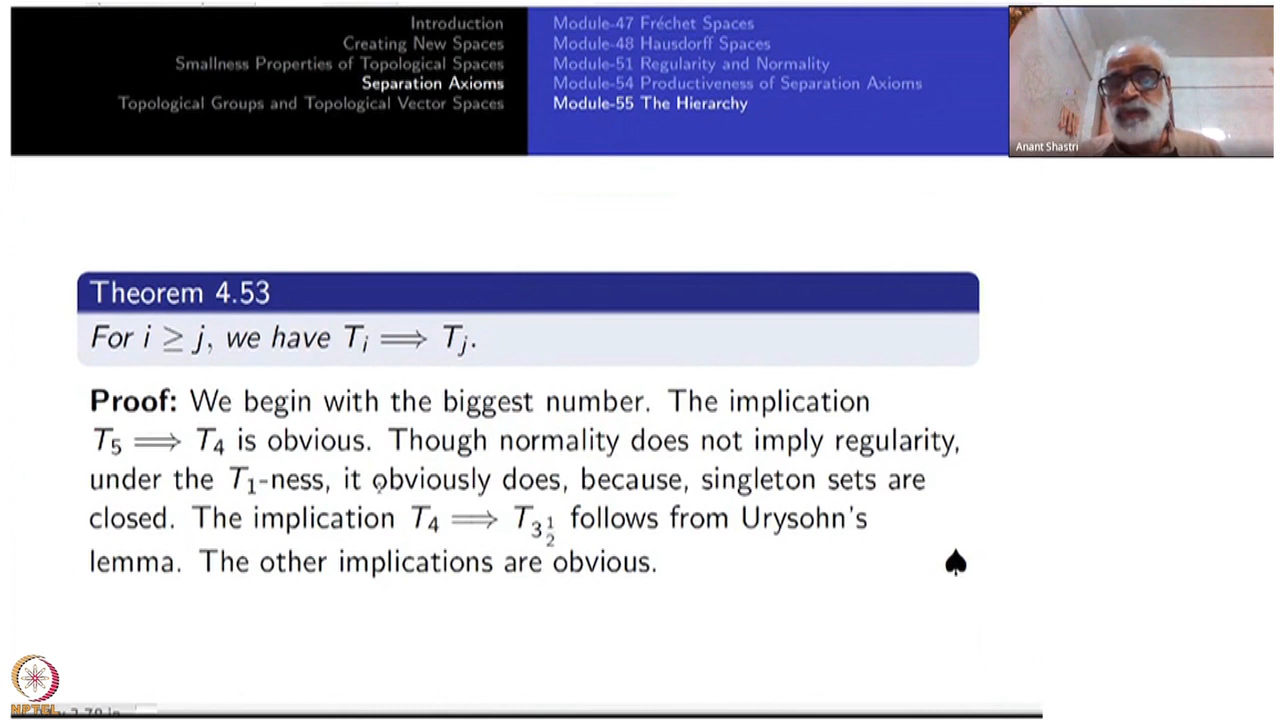 Introduction
Creating New Spaces
Smallness Properties of Topological Spaces
Separation Axioms
Topological Groups and Topological Vector Spaces
Module-47 Fréchet Spaces
Module-48 Hausdorff Spaces
Module-51 Regularity and Normality
Module-54 Productiveness of Separation Axioms
Module-55 The Hierarchy
Anant Shastri
Theorem 4.53
For i ≥ j, we have T_i ⟹ T_j.
Proof: We begin with the biggest number. The implication
T_5 ⟹ T_4 is obvious. Though normality does not imply regularity,
under the T_1-ness, it obviously does, because, singleton sets are
closed. The implication T_4 ⟹ T_{3 1/2} follows from Urysohn's
lemma. The other implications are obvious. ♠
NPTEL